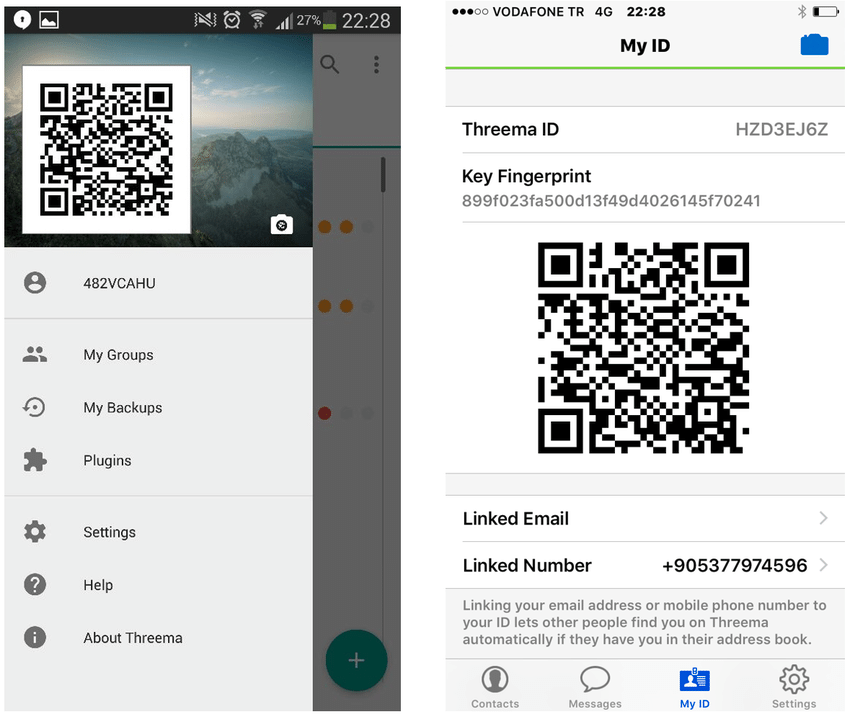 27% 22:28
482VCAHU
My Groups
My Backups
Plugins
Settings
Help
About Threema
VODAFONE TR 4G 22:28
My ID
Threema ID HZD3EJ6Z
Key Fingerprint
899f023fa500d13f49d4026145f70241
Linked Email
Linked Number +905377974596
Linking your email address or mobile phone number to
your ID lets other people find you on Threema
automatically if they have you in their address book.
Contacts Messages My ID Settings